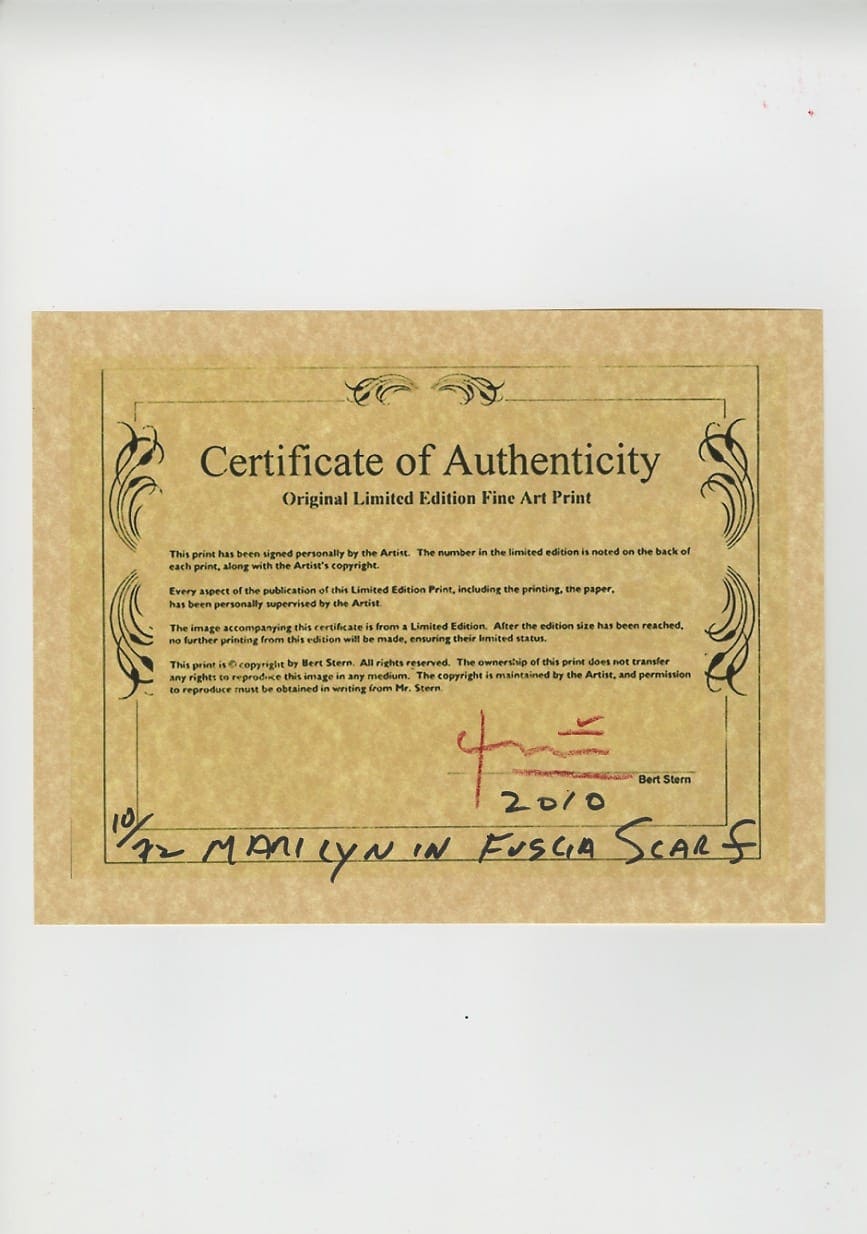 Certificate of Authenticity
Original Limited Edition Fine Art Print
This print has been signed personally by the Artist. The number in the limited edition is noted on the back of
each print, along with the Artist's copyright.
Every aspect of the publication of this Limited Edition Print, including the printing, the paper,
has been personally supervised by the Artist.
The image accompanying this certificate is from a Limited Edition. After the edition size has been reached,
no further printing from this edition will be made, ensuring their limited status.
This print is © copyright by Bert Stern. All rights reserved. The ownership of this print does not transfer
any rights to reproduce this image in any medium. The copyright is maintained by the Artist, and permission
to reproduce must be obtained in writing from Mr. Stern
Bert Stern
2010
10/72 MARILYN IN FUSCIA SCARf